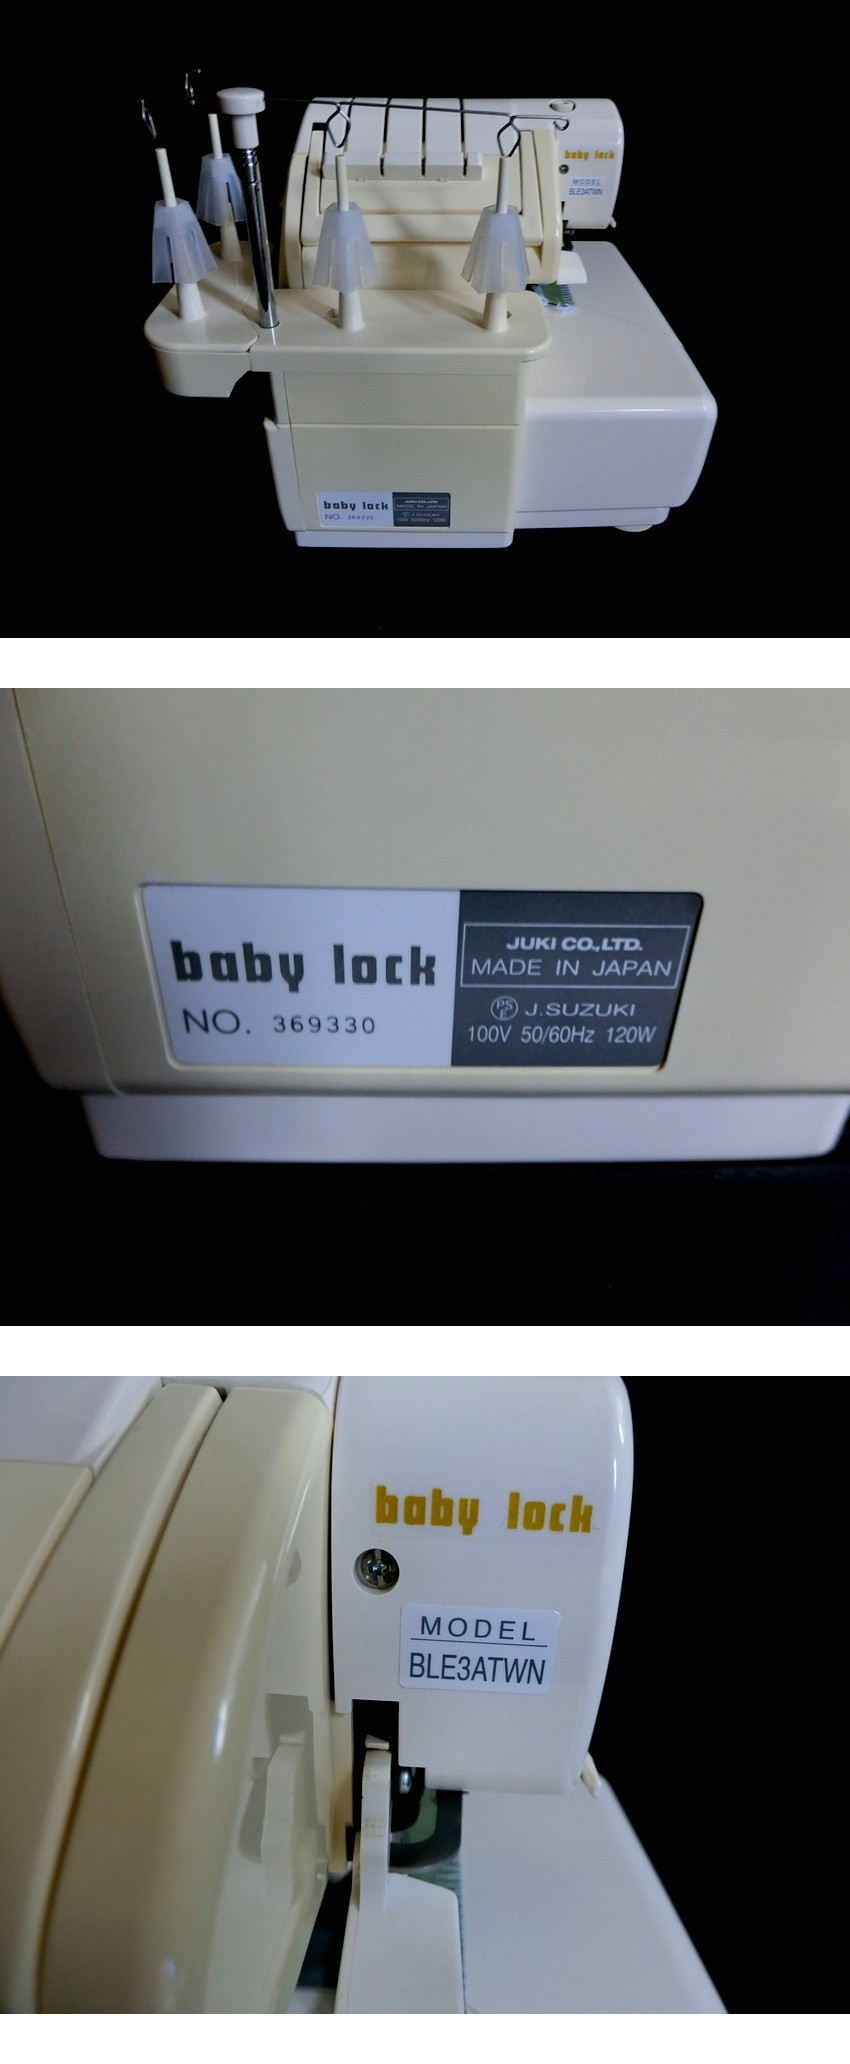 baby lock
MODEL
BLE3ATWN
baby lock
NO. 369330
JUKI CO.,LTD.
MADE IN JAPAN
J.SUZUKI
100V 50/60Hz 120W
baby lock
NO. 369330
JUKI CO.,LTD.
MADE IN JAPAN
PSE J.SUZUKI
100V 50/60Hz 120W
baby lock
MODEL
BLE3ATWN